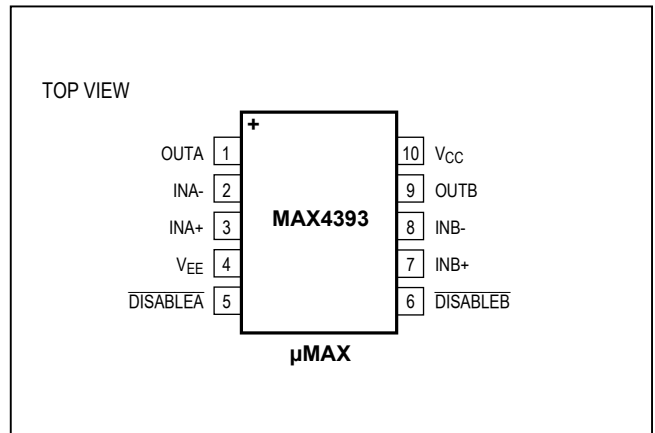 TOP VIEW
+
OUTA 1
INA- 2
INA+ 3
VEE 4
DISABLEA 5
MAX4393
10 VCC
9 OUTB
8 INB-
7 INB+
6 DISABLEB
µMAX